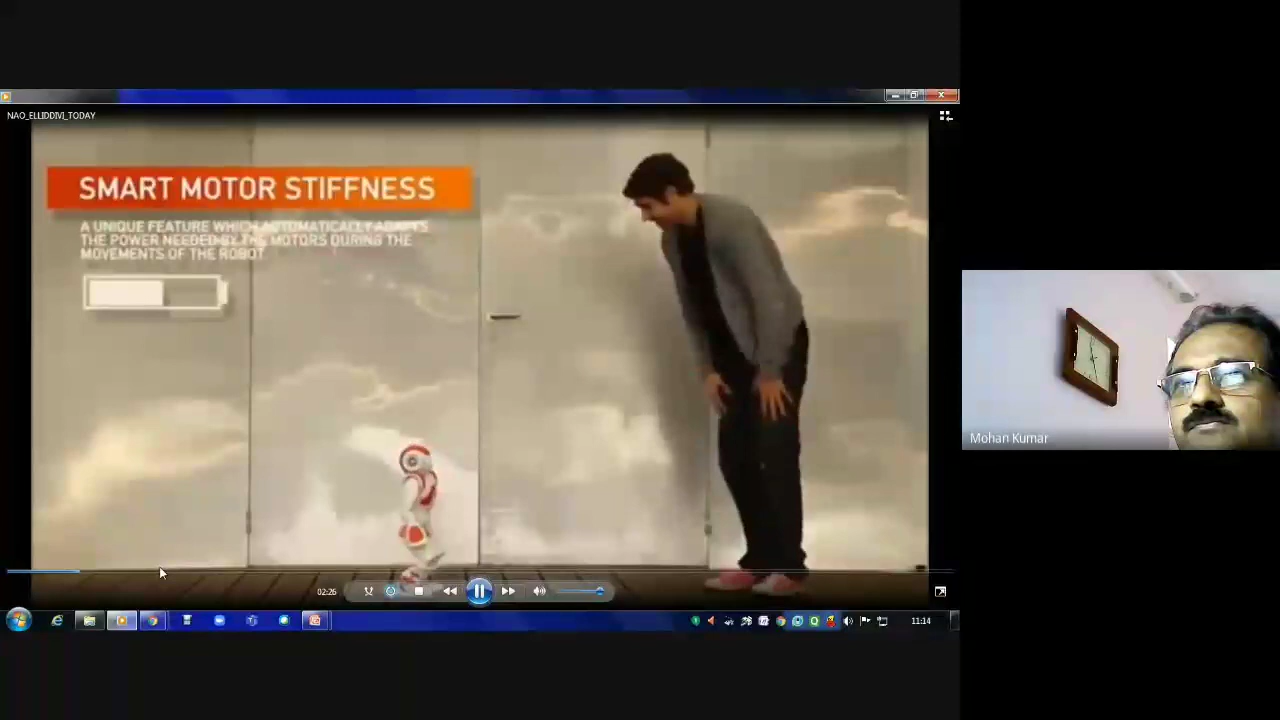 NAO_ELLIDDIVI_TODAY
SMART MOTOR STIFFNESS
A UNIQUE FEATURE WHICH AUTOMATICALLY ADAPTS
THE POWER NEEDED BY THE MOTORS DURING THE
MOVEMENTS OF THE ROBOT
Mohan Kumar
02:26
11:14